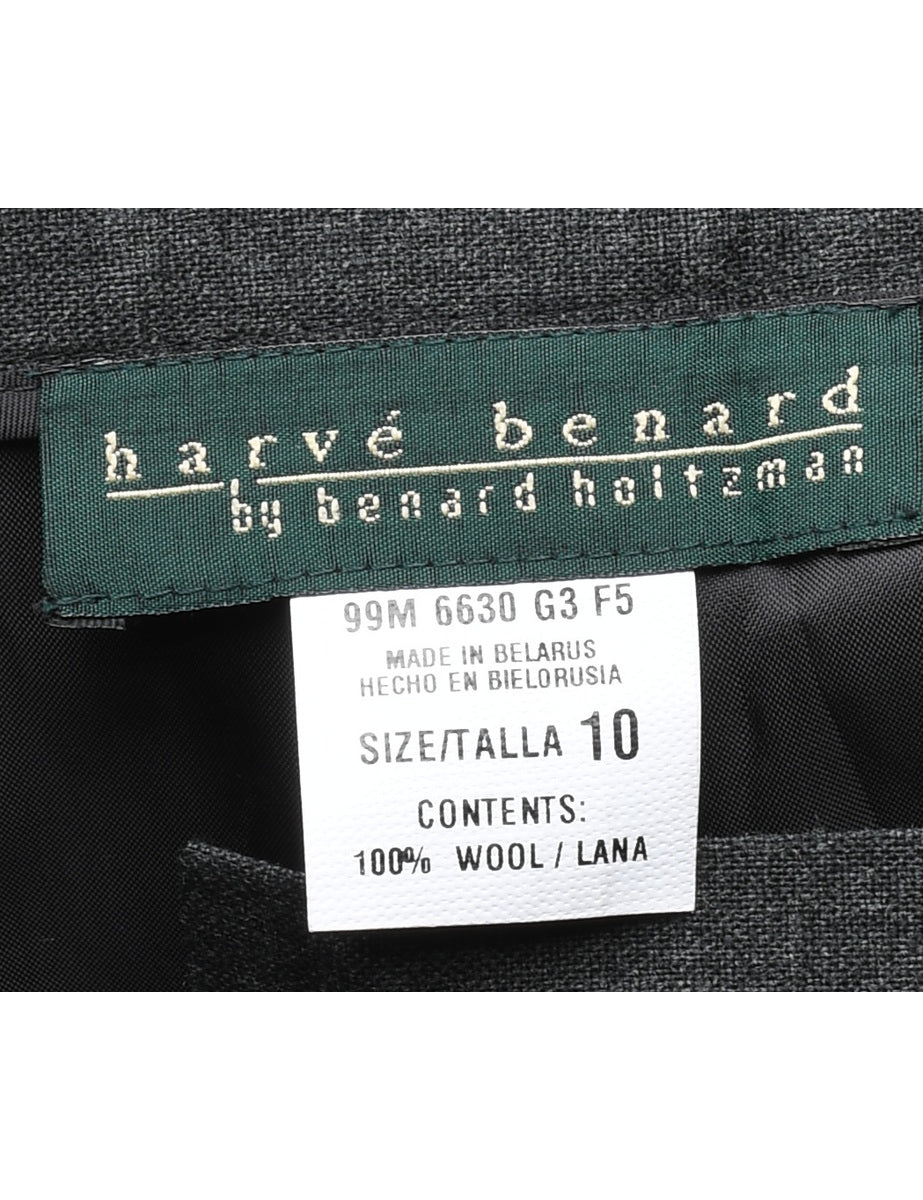 harvé benard
by benard holtzman
99M 6630 G3 F5
MADE IN BELARUS
HECHO EN BIELORUSIA
SIZE/TALLA 10
CONTENTS:
100% WOOL / LANA